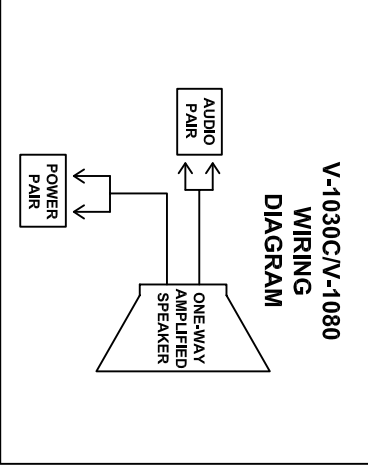 V-1030C/V-1080
WIRING
DIAGRAM
AUDIO
PAIR
POWER
PAIR
ONE-WAY
AMPLIFIED
SPEAKER